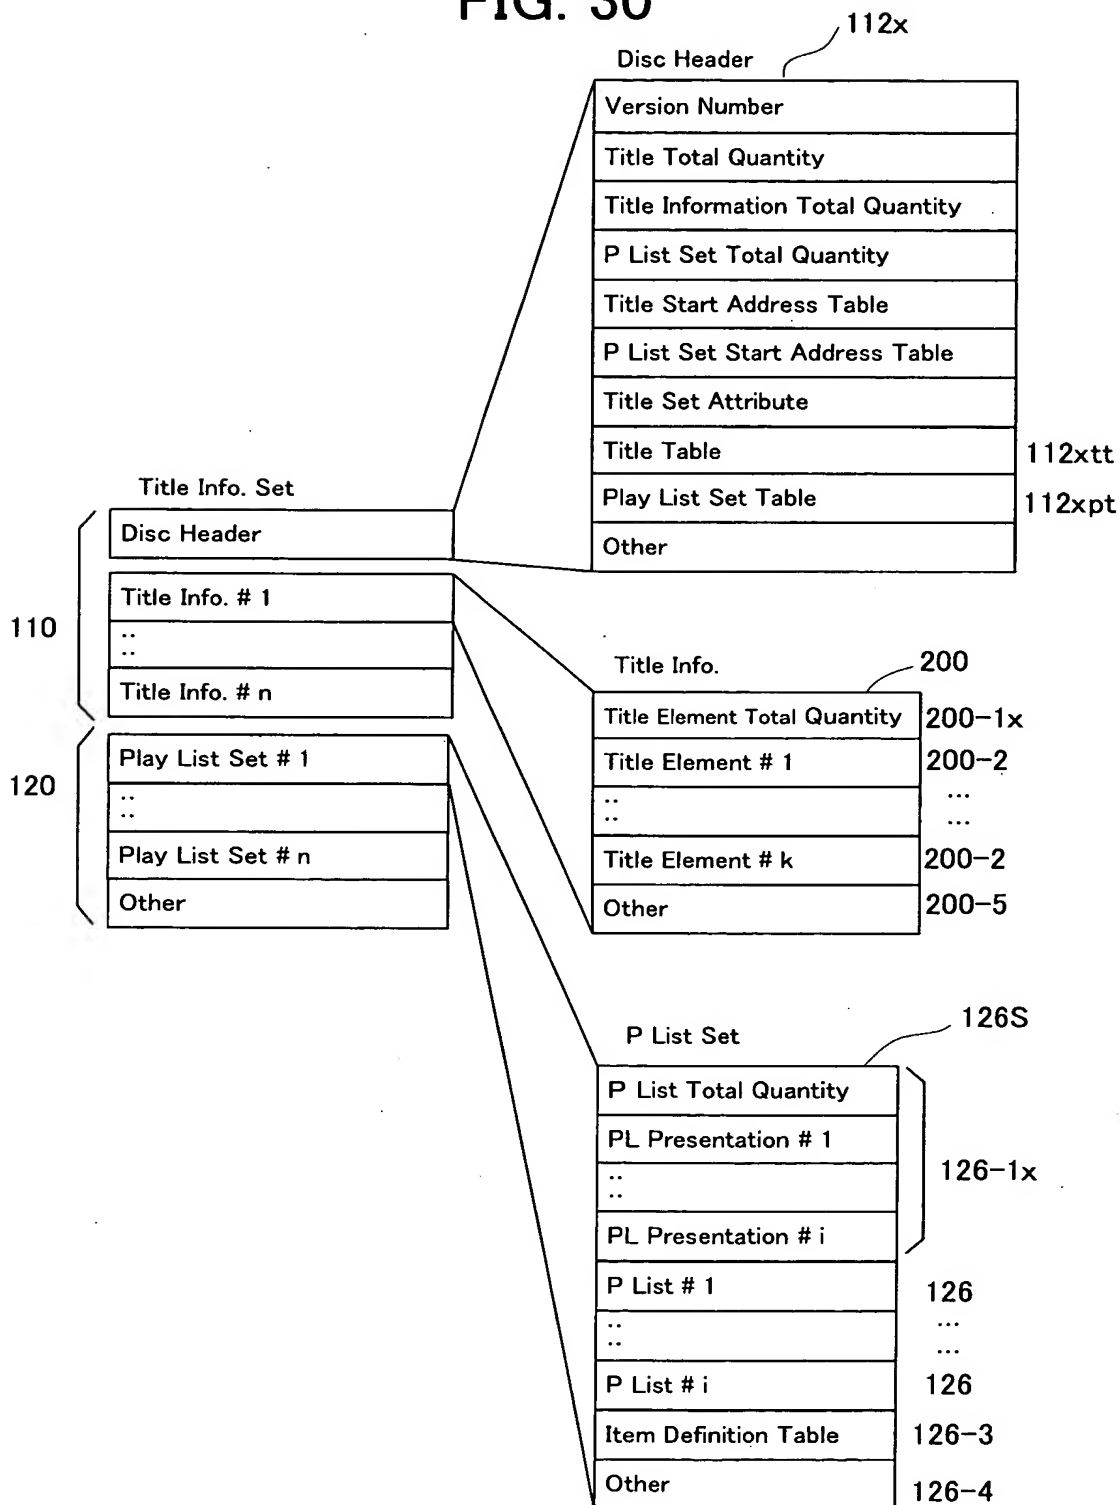 FIG. 30
112x
Disc Header
Version Number
Title Total Quantity
Title Information Total Quantity
P List Set Total Quantity
Title Start Address Table
P List Set Start Address Table
Title Set Attribute
Title Table 112xtt
Play List Set Table 112xpt
Other
Title Info. Set
Disc Header
110
Title Info. # 1
:: 
Title Info. # n
120
Play List Set # 1
::
Play List Set # n
Other
Title Info. 200
Title Element Total Quantity 200-1x
Title Element # 1 200-2
:: ...
...
Title Element # k 200-2
Other 200-5
P List Set 126S
P List Total Quantity
PL Presentation # 1
::
PL Presentation # i
126-1x
P List # 1 126
:: ...
...
P List # i 126
Item Definition Table 126-3
Other 126-4